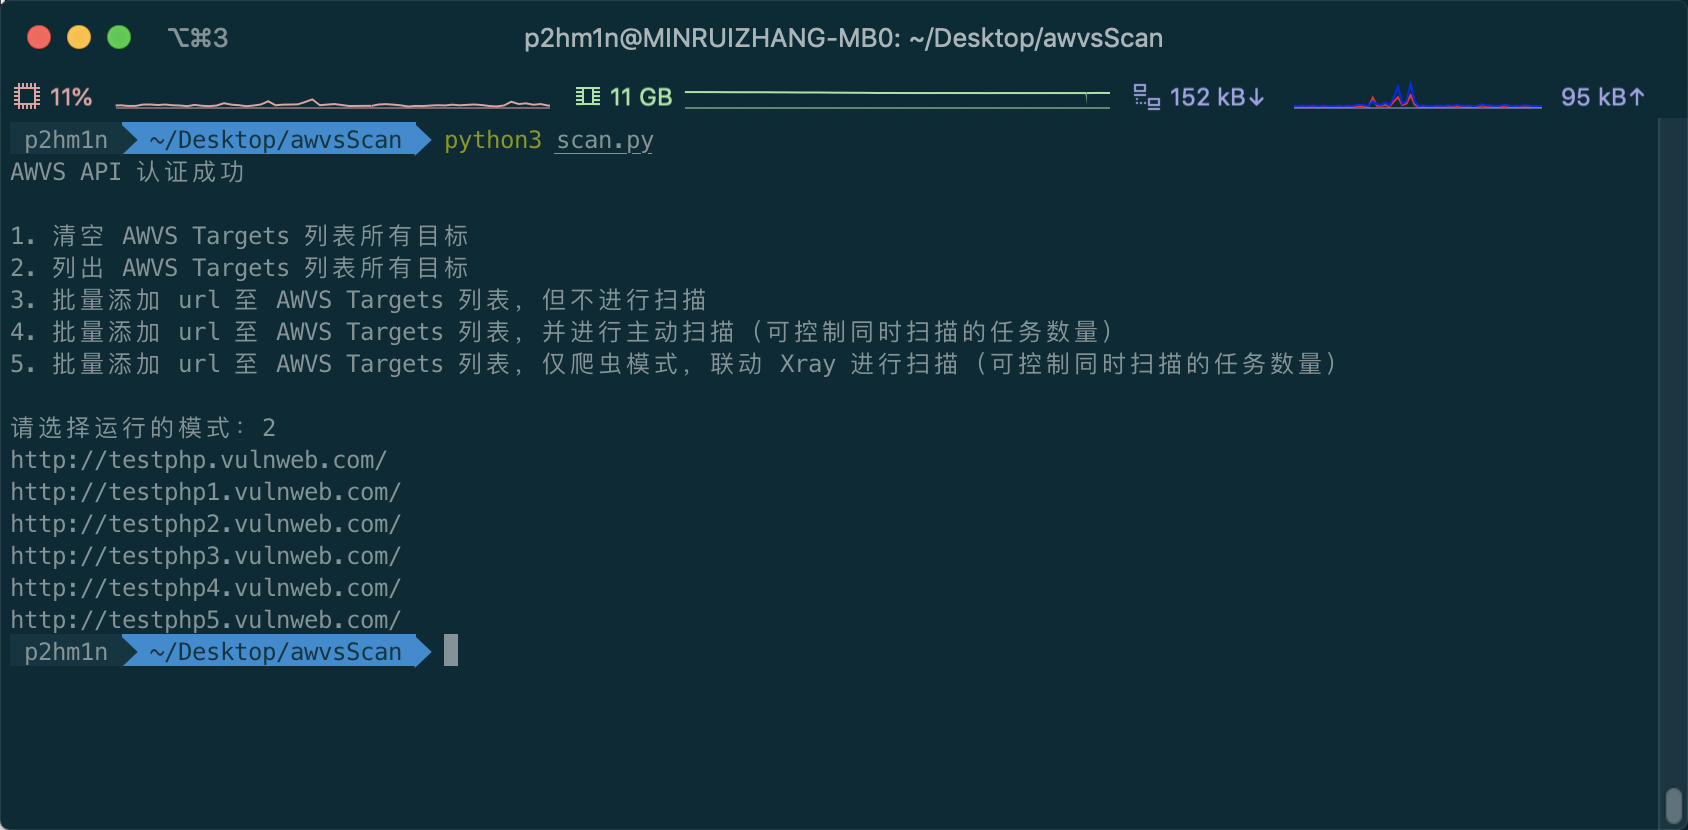 ⌥⌘3
p2hm1n@MINRUIZHANG-MB0: ~/Desktop/awvsScan
11% 11 GB 152 kB↓ 95 kB↑
p2hm1n ~/Desktop/awvsScan python3 scan.py
AWVS API 认证成功
1. 清空 AWVS Targets 列表所有目标
2. 列出 AWVS Targets 列表所有目标
3. 批量添加 url 至 AWVS Targets 列表，但不进行扫描
4. 批量添加 url 至 AWVS Targets 列表，并进行主动扫描（可控制同时扫描的任务数量）
5. 批量添加 url 至 AWVS Targets 列表，仅爬虫模式，联动 Xray 进行扫描（可控制同时扫描的任务数量）
请选择运行的模式：2
http://testphp.vulnweb.com/
http://testphp1.vulnweb.com/
http://testphp2.vulnweb.com/
http://testphp3.vulnweb.com/
http://testphp4.vulnweb.com/
http://testphp5.vulnweb.com/
p2hm1n ~/Desktop/awvsScan